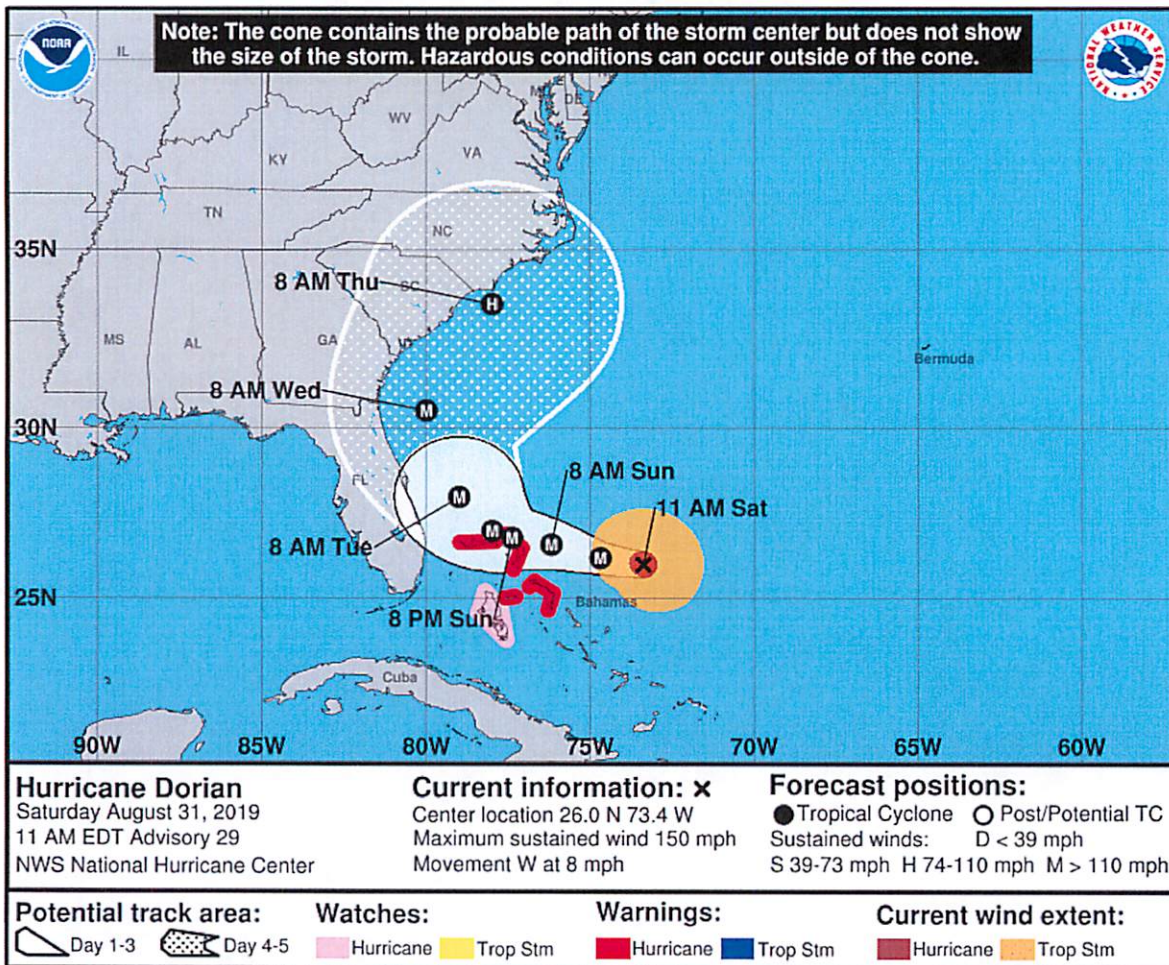 Note: The cone contains the probable path of the storm center but does not show
the size of the storm. Hazardous conditions can occur outside of the cone.
NOAA
NATIONAL WEATHER SERVICE
IL
WV
DE
KY
VA
TN
NC
35N
8 AM Thu
H
SC
MS
AL
GA
Bermuda
8 AM Wed
M
30N
8 AM Sun
FL
M
11 AM Sat
M
M
M
M
8 AM Tue
25N
Bahamas
8 PM Sun
Cuba
90W
85W
80W
75W
70W
65W
60W
Hurricane Dorian
Saturday August 31, 2019
11 AM EDT Advisory 29
NWS National Hurricane Center
Current information: ×
Center location 26.0 N 73.4 W
Maximum sustained wind 150 mph
Movement W at 8 mph
Forecast positions:
Tropical Cyclone Post/Potential TC
Sustained winds: D < 39 mph
S 39-73 mph H 74-110 mph M > 110 mph
Potential track area:
Day 1-3 Day 4-5
Watches:
Hurricane Trop Stm
Warnings:
Hurricane Trop Stm
Current wind extent:
Hurricane Trop Stm